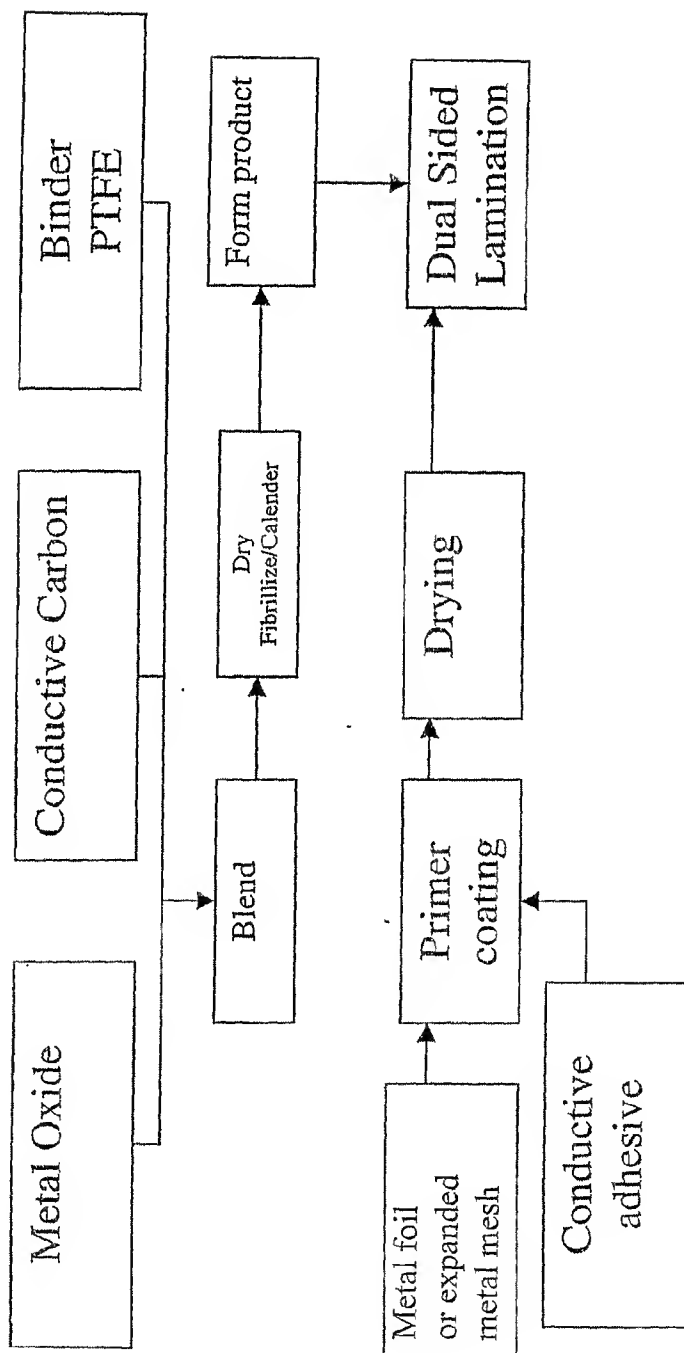 Metal Oxide
Conductive Carbon
Binder
PTFE
Blend
Dry
Fibrillize/Calender
Form product
Metal foil
or expanded
metal mesh
Primer
coating
Drying
Dual Sided
Lamination
Conductive
adhesive